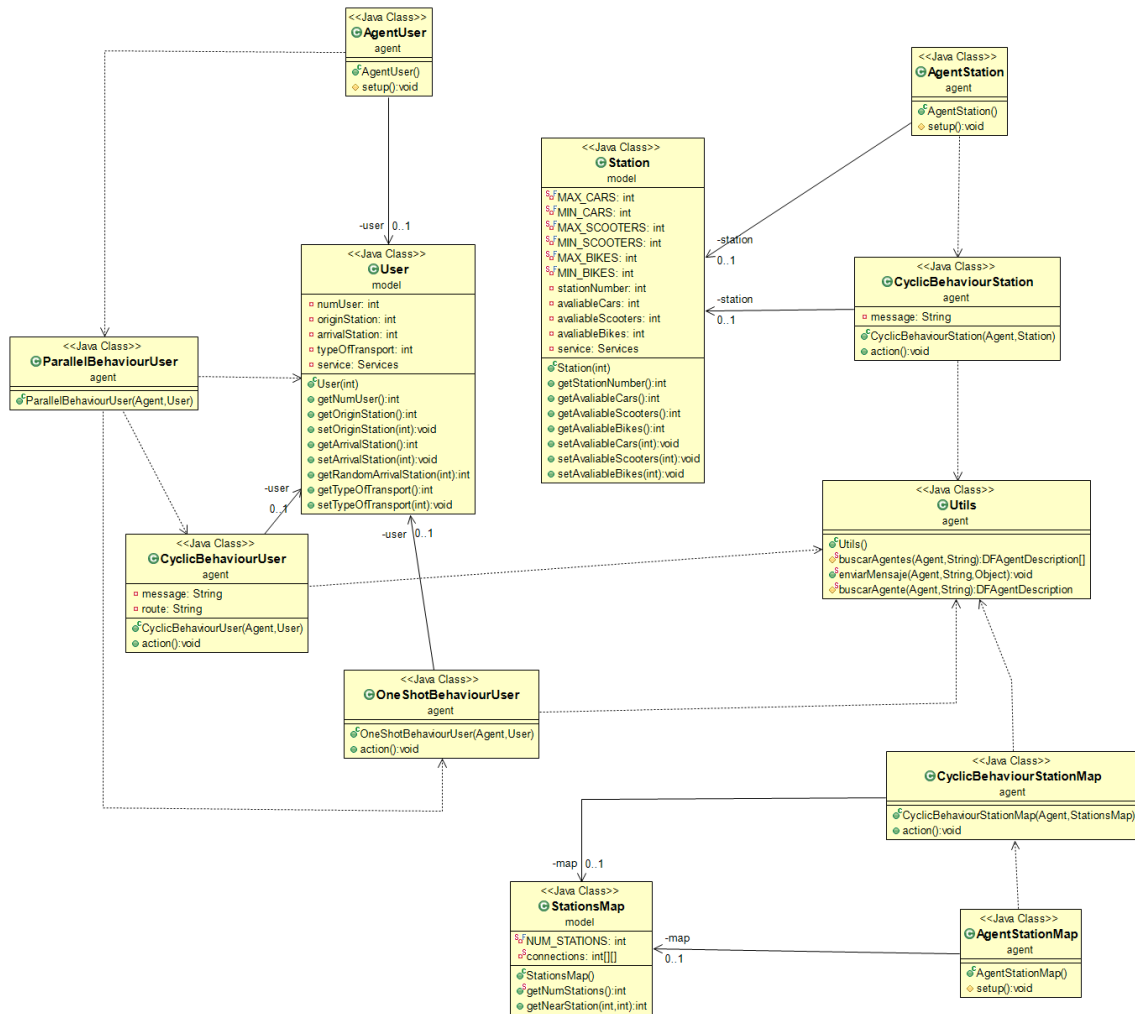 <<Java Class>>
AgentUser
agent
AgentUser()
setup():void
<<Java Class>>
AgentStation
agent
AgentStation()
setup():void
<<Java Class>>
Station
model
MAX_CARS: int
MIN_CARS: int
MAX_SCOOTERS: int
MIN_SCOOTERS: int
MAX_BIKES: int
MIN_BIKES: int
stationNumber: int
avaliableCars: int
avaliableScooters: int
avaliableBikes: int
service: Services
Station(int)
getStationNumber():int
getAvaliableCars():int
getAvaliableScooters():int
getAvaliableBikes():int
setAvaliableCars(int):void
setAvaliableScooters(int):void
setAvaliableBikes(int):void
-user 0..1
-station
0..1
-station
0..1
<<Java Class>>
User
model
numUser: int
originStation: int
arrivalStation: int
typeOfTransport: int
service: Services
User(int)
getNumUser():int
getOriginStation():int
setOriginStation(int):void
getArrivalStation():int
setArrivalStation(int):void
getRandomArrivalStation(int):int
getTypeOfTransport():int
setTypeOfTransport(int):void
<<Java Class>>
CyclicBehaviourStation
agent
message: String
CyclicBehaviourStation(Agent,Station)
action():void
<<Java Class>>
ParallelBehaviourUser
agent
ParallelBehaviourUser(Agent,User)
-user
0..1
-user 0..1
<<Java Class>>
Utils
agent
Utils()
buscarAgentes(Agent,String):DFAgentDescription[]
enviarMensaje(Agent,String,Object):void
buscarAgente(Agent,String):DFAgentDescription
<<Java Class>>
CyclicBehaviourUser
agent
message: String
route: String
CyclicBehaviourUser(Agent,User)
action():void
<<Java Class>>
OneShotBehaviourUser
agent
OneShotBehaviourUser(Agent,User)
action():void
<<Java Class>>
CyclicBehaviourStationMap
agent
CyclicBehaviourStationMap(Agent,StationsMap)
action():void
-map 0..1
<<Java Class>>
StationsMap
model
NUM_STATIONS: int
connections: int[][]
StationsMap()
getNumStations():int
getNearStation(int,int):int
-map
0..1
<<Java Class>>
AgentStationMap
agent
AgentStationMap()
setup():void